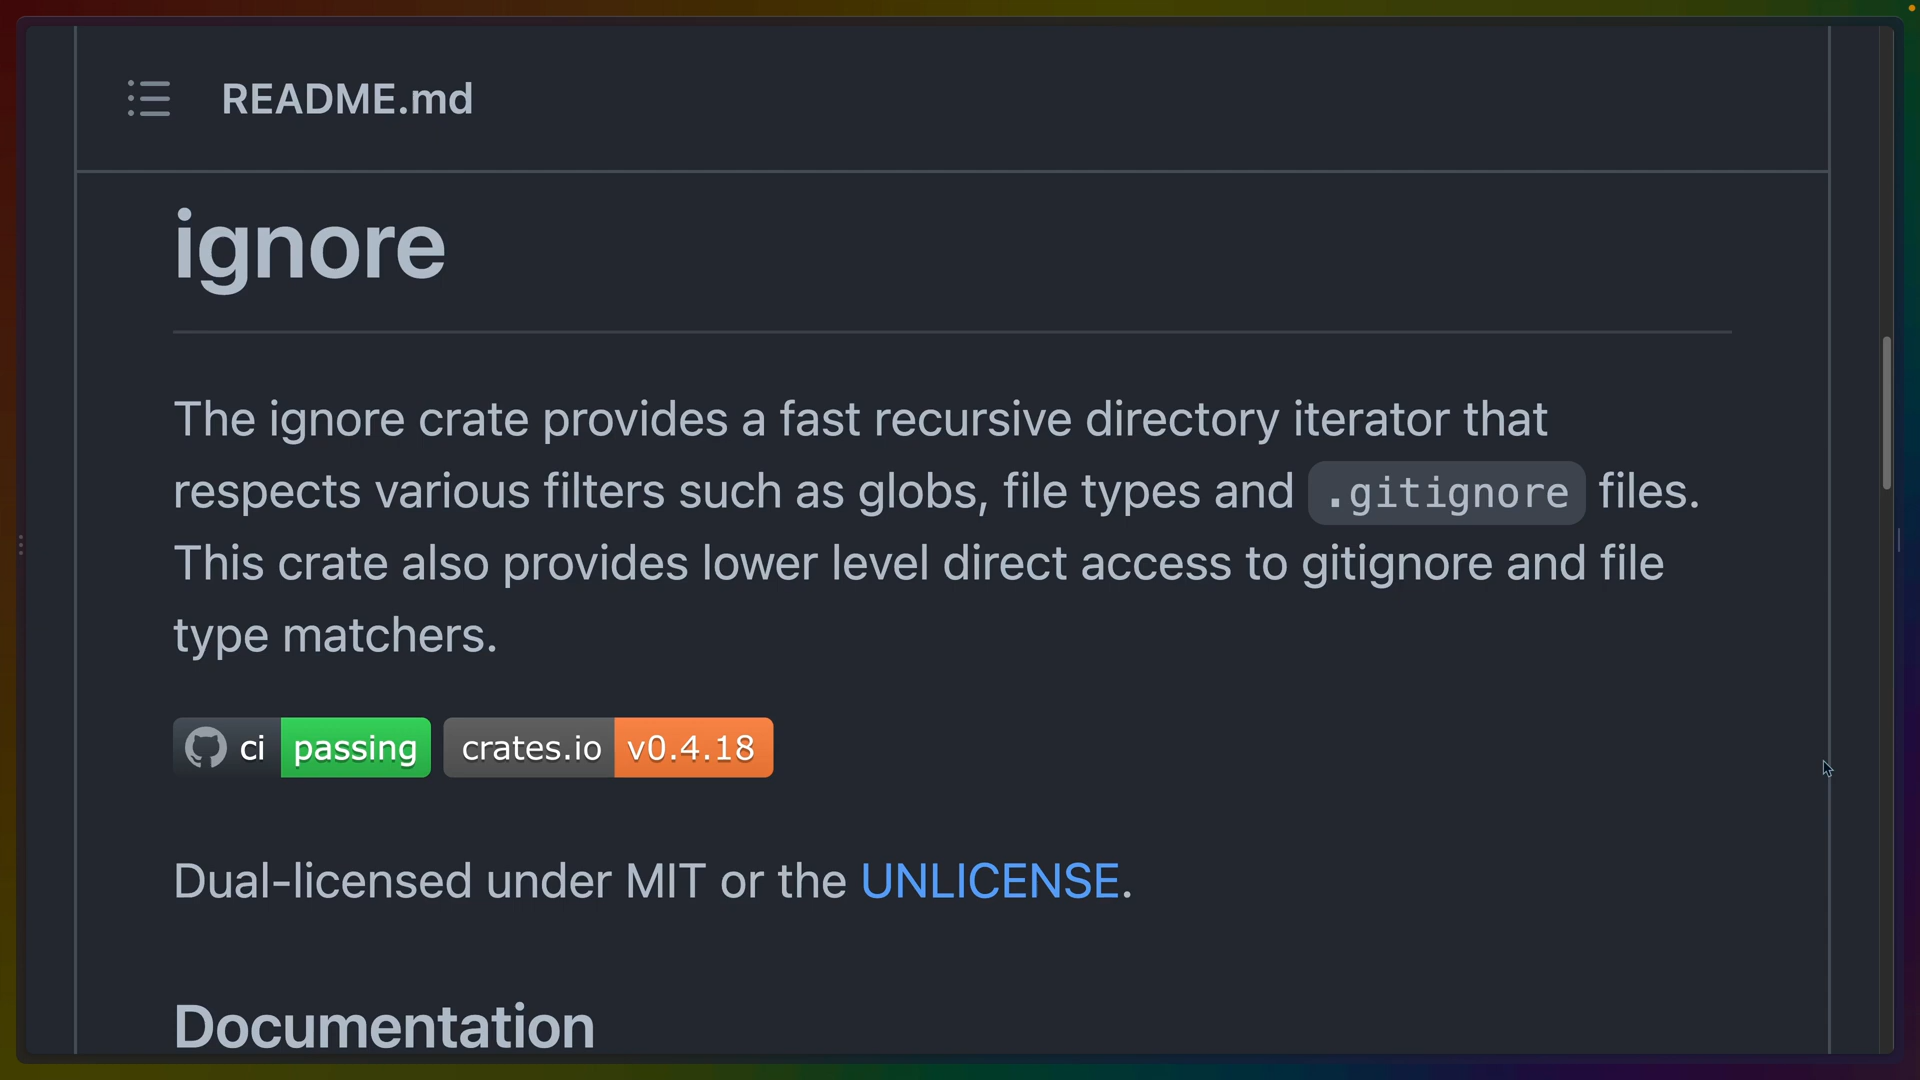 README.md
ignore
The ignore crate provides a fast recursive directory iterator that
respects various filters such as globs, file types and .gitignore files.
This crate also provides lower level direct access to gitignore and file
type matchers.
ci passing crates.io v0.4.18
Dual-licensed under MIT or the UNLICENSE.
Documentation